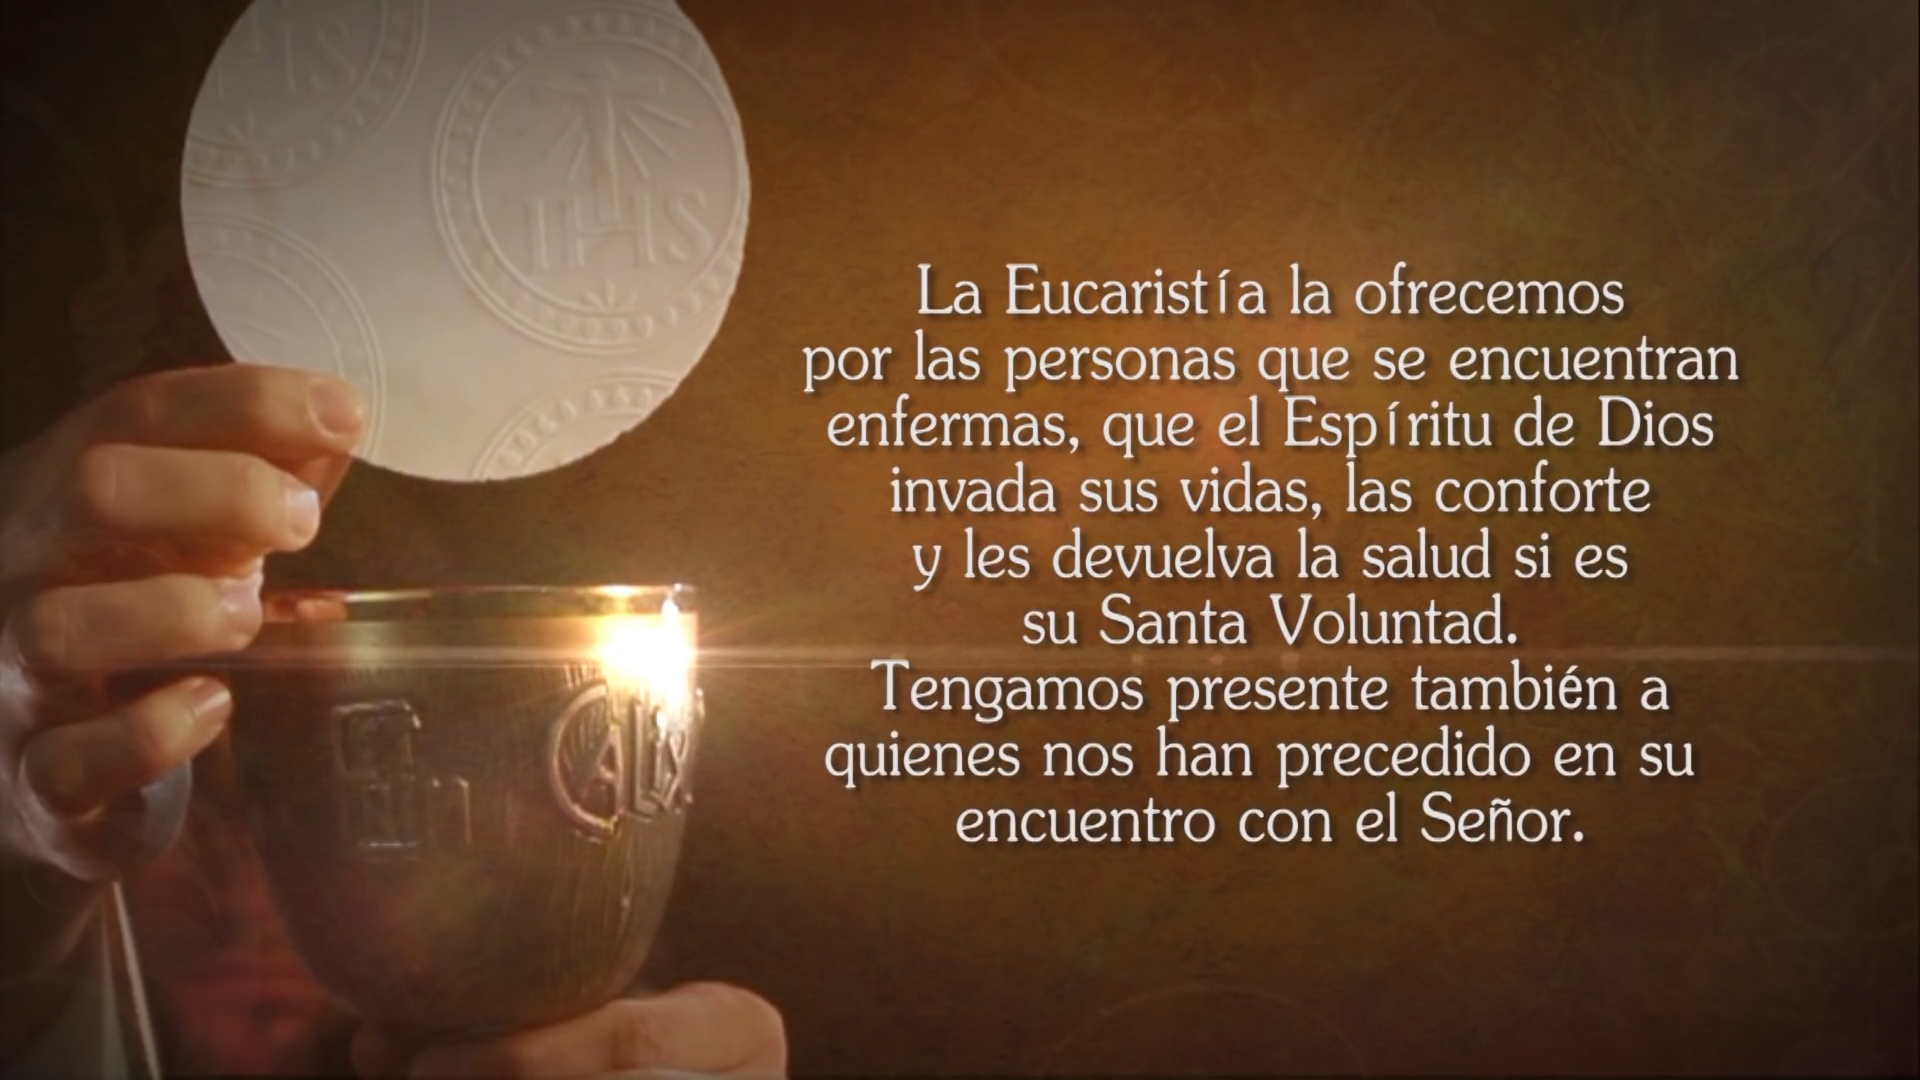 IHS
La Eucaristía la ofrecemos
por las personas que se encuentran
enfermas, que el Espíritu de Dios
invada sus vidas, las conforte
y les devuelva la salud si es
su Santa Voluntad.
Tengamos presente también a
quienes nos han precedido en su
encuentro con el Señor.